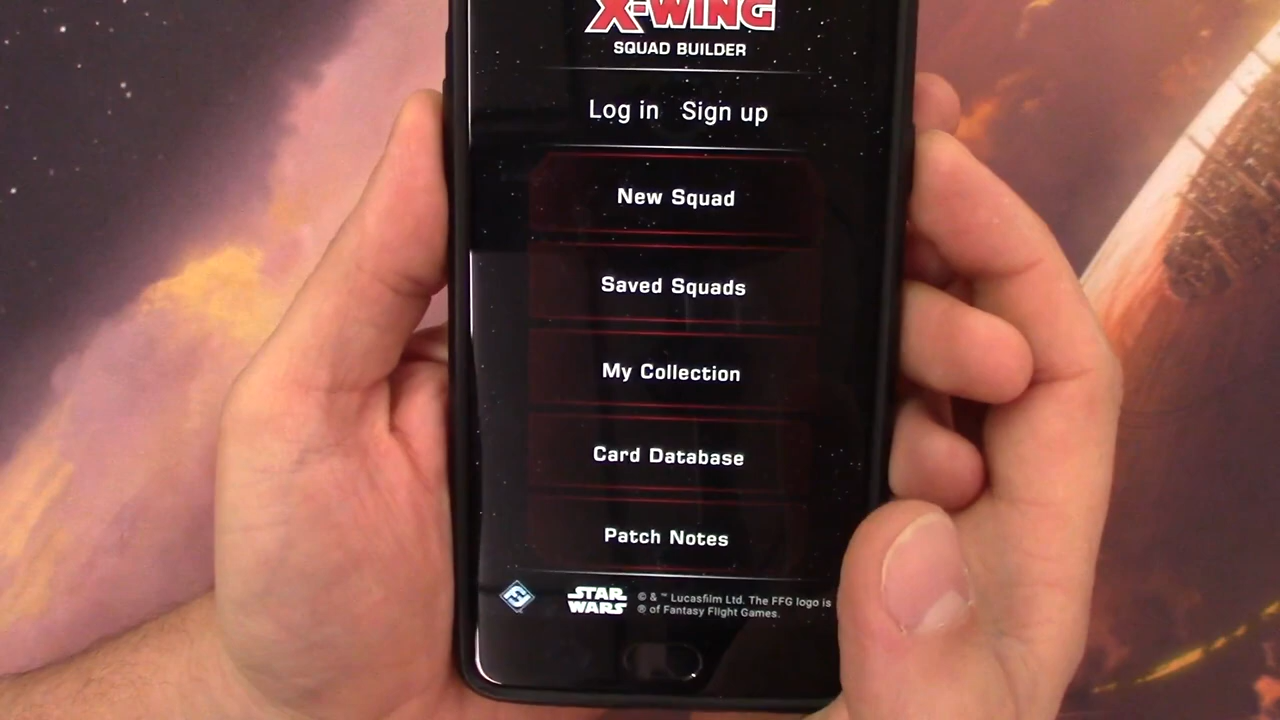 X-WING
SQUAD BUILDER
Log in Sign up
New Squad
Saved Squads
My Collection
Card Database
Patch Notes
STAR
WARS
© & ™ Lucasfilm Ltd. The FFG logo is
® of Fantasy Flight Games.